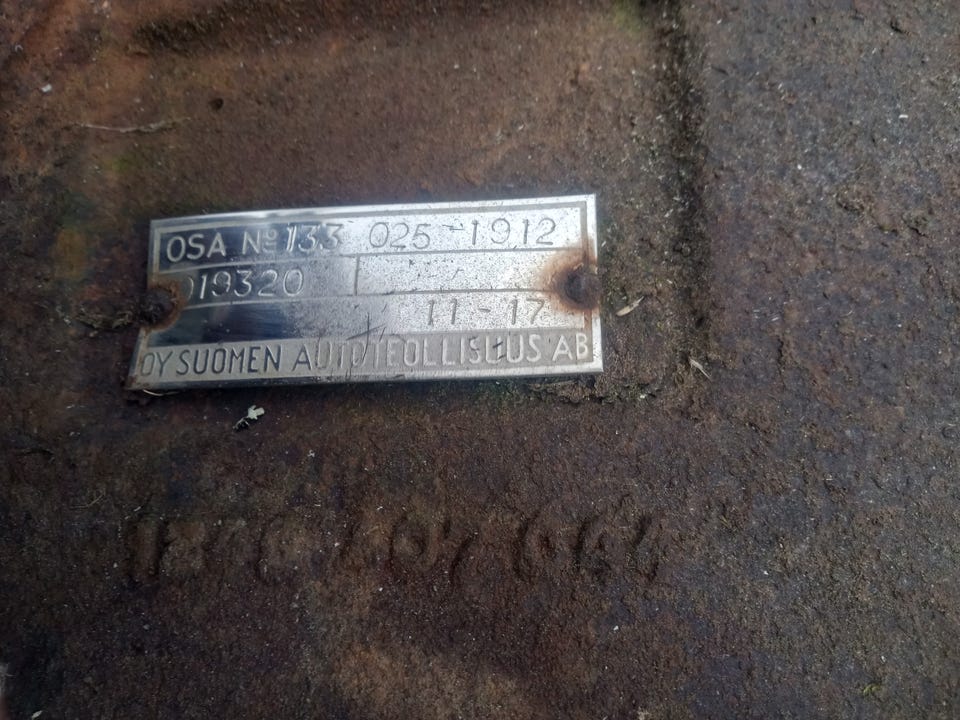 OSA Nº 133 025-1912
019320
11-17
OY SUOMEN AUTOTEOLLISUUS AB